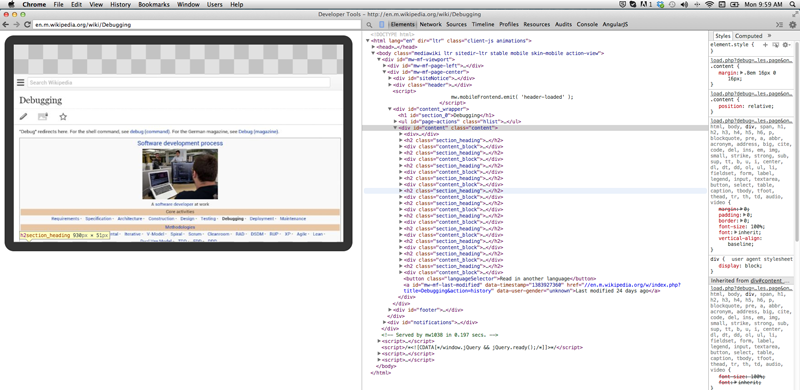 Chrome File Edit View History Bookmarks Window Users Help
1 Mon 9:59 AM
Developer Tools – http://en.m.wikipedia.org/wiki/Debugging
en.m.wikipedia.org/wiki/Debugging
Search Wikipedia
Debugging
"Debug" redirects here. For the shell command, see debug (command). For the German magazine, see Debug (magazine).
Software development process
A software developer at work
Core activities
Requirements · Specification · Architecture · Construction · Design · Testing · Debugging · Deployment · Maintenance
Methodologies
h2section_heading 930px × 51px
Iterative · V-Model · Spiral · Scrum · Cleanroom · RAD · DSDM · RUP · XP · Agile · Lean ·
Elements Network Sources Timeline Profiles Resources Audits Console AngularJS
<!DOCTYPE html>
<html lang="en" dir="ltr" class="client-js animations">
<head>…</head>
<body class="mediawiki ltr sitedir-ltr stable mobile skin-mobile action-view">
<div id="mw-mf-viewport">
<div id="mw-mf-page-left">…</div>
<div id="mw-mf-page-center">
<div id="siteNotice">…</div>
<div class="header">…</div>
<script>
mw.mobileFrontend.emit( 'header-loaded' );
</script>
<div id="content_wrapper">
<h1 id="section_0">Debugging</h1>
<ul id="page-actions" class="hlist">…</ul>
<div id="content" class="content">
<div>…</div>
<h2 class="section_heading">…</h2>
<div class="content_block">…</div>
<h2 class="section_heading">…</h2>
<div class="content_block">…</div>
<h2 class="section_heading">…</h2>
<div class="content_block">…</div>
<h2 class="section_heading">…</h2>
<div class="content_block">…</div>
<h2 class="section_heading">…</h2>
<div class="content_block">…</div>
<h2 class="section_heading">…</h2>
<div class="content_block">…</div>
<h2 class="section_heading">…</h2>
<div class="content_block">…</div>
<h2 class="section_heading">…</h2>
<div class="content_block">…</div>
<h2 class="section_heading">…</h2>
<div class="content_block">…</div>
<h2 class="section_heading">…</h2>
<div class="content_block">…</div>
<h2 class="section_heading">…</h2>
<div class="content_block">…</div>
<button class="languageSelector">Read in another language</button>
<a id="mw-mf-last-modified" data-timestamp="1383927360" href="//en.m.wikipedia.org/w/index.php?
title=Debugging&action=history" data-user-gender="unknown">Last modified 24 days ago</a>
</div>
</div>
<div id="footer">…</div>
</div>
<div id="notifications">…</div>
</div>
<!-- Served by mw1038 in 0.197 secs. -->
<script>…</script>
<script>/*<![CDATA[*/window.jQuery && jQuery.ready();/*]]>*/</script>
<script>…</script>
</body>
</html>
Styles Computed
element.style {
}
load.php?debug=…les.page&on…
.content {
margin: .8em 16px 0
16px;
}
load.php?debug=…les.page&on…
.content {
position: relative;
}
load.php?debug=…les.page&on…
html, body, div, span, h1,
h2, h3, h4, h5, h6, p,
blockquote, pre, a, abbr,
acronym, address, big, cite,
code, del, ins, em, img,
small, strike, strong, sub,
sup, tt, b, u, i, center,
dl, dt, dd, ol, ul, li,
fieldset, form, label,
legend, input, textarea,
button, select, table,
caption, tbody, tfoot,
thead, tr, th, td, audio,
video {
margin: 0;
padding: 0;
border: 0;
font-size: 100%;
font: inherit;
vertical-align:
baseline;
}
div { user agent stylesheet
display: block;
}
Inherited from div#content_…
load.php?debug=…les.page&on…
html, body, div, span, h1,
h2, h3, h4, h5, h6, p,
blockquote, pre, a, abbr,
acronym, address, big, cite,
code, del, ins, em, img,
small, strike, strong, sub,
sup, tt, b, u, i, center,
dl, dt, dd, ol, ul, li,
fieldset, form, label,
legend, input, textarea,
button, select, table,
caption, tbody, tfoot,
thead, tr, th, td, audio,
video {
font-size: 100%;
font: inherit;